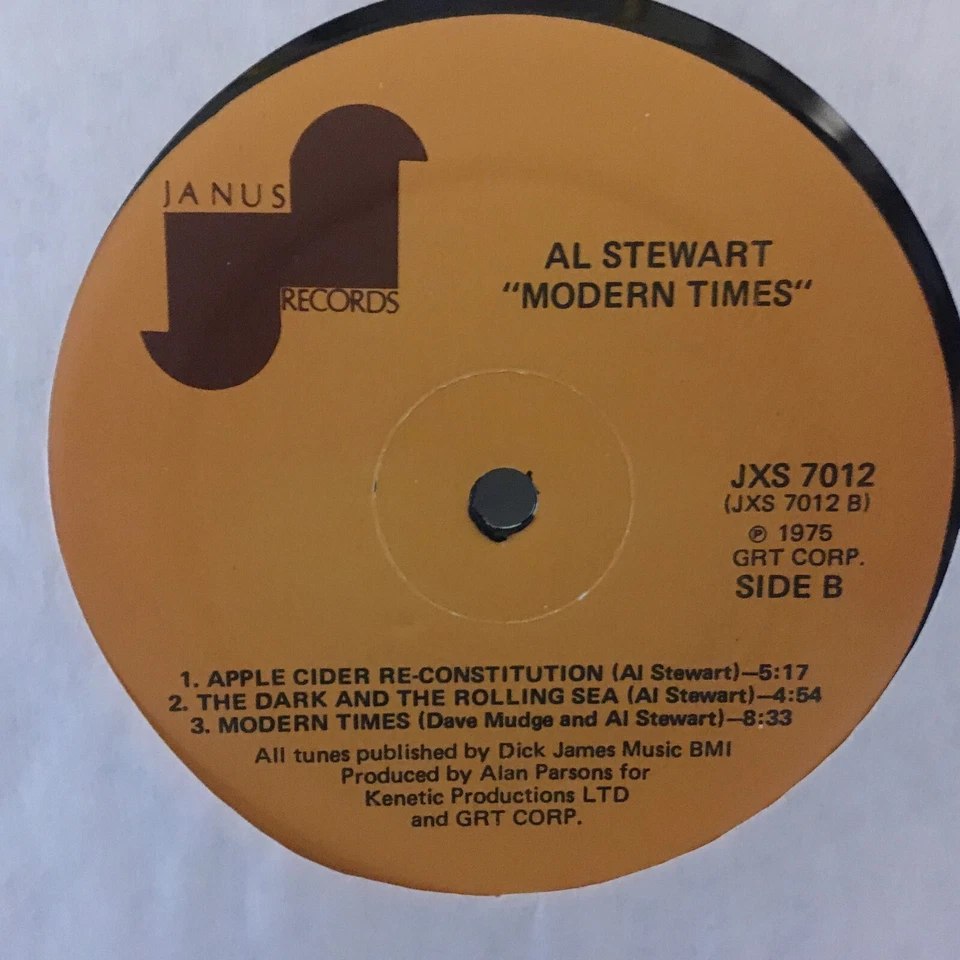 JANUS
RECORDS
AL STEWART
"MODERN TIMES"
JXS 7012
(JXS 7012 B)
℗ 1975
GRT CORP.
SIDE B
1. APPLE CIDER RE-CONSTITUTION (Al Stewart)—5:17
2. THE DARK AND THE ROLLING SEA (Al Stewart)—4:54
3. MODERN TIMES (Dave Mudge and Al Stewart)—8:33
All tunes published by Dick James Music BMI
Produced by Alan Parsons for
Kenetic Productions LTD
and GRT CORP.